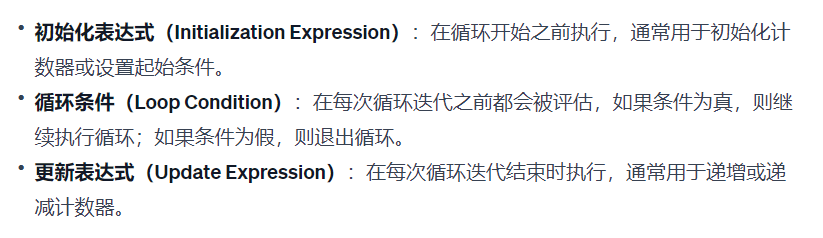 • 初始化表达式（Initialization Expression）：在循环开始之前执行，通常用于初始化计
数器或设置起始条件。
• 循环条件（Loop Condition）：在每次循环迭代之前都会被评估，如果条件为真，则继
续执行循环；如果条件为假，则退出循环。
• 更新表达式（Update Expression）：在每次循环迭代结束时执行，通常用于递增或递
减计数器。